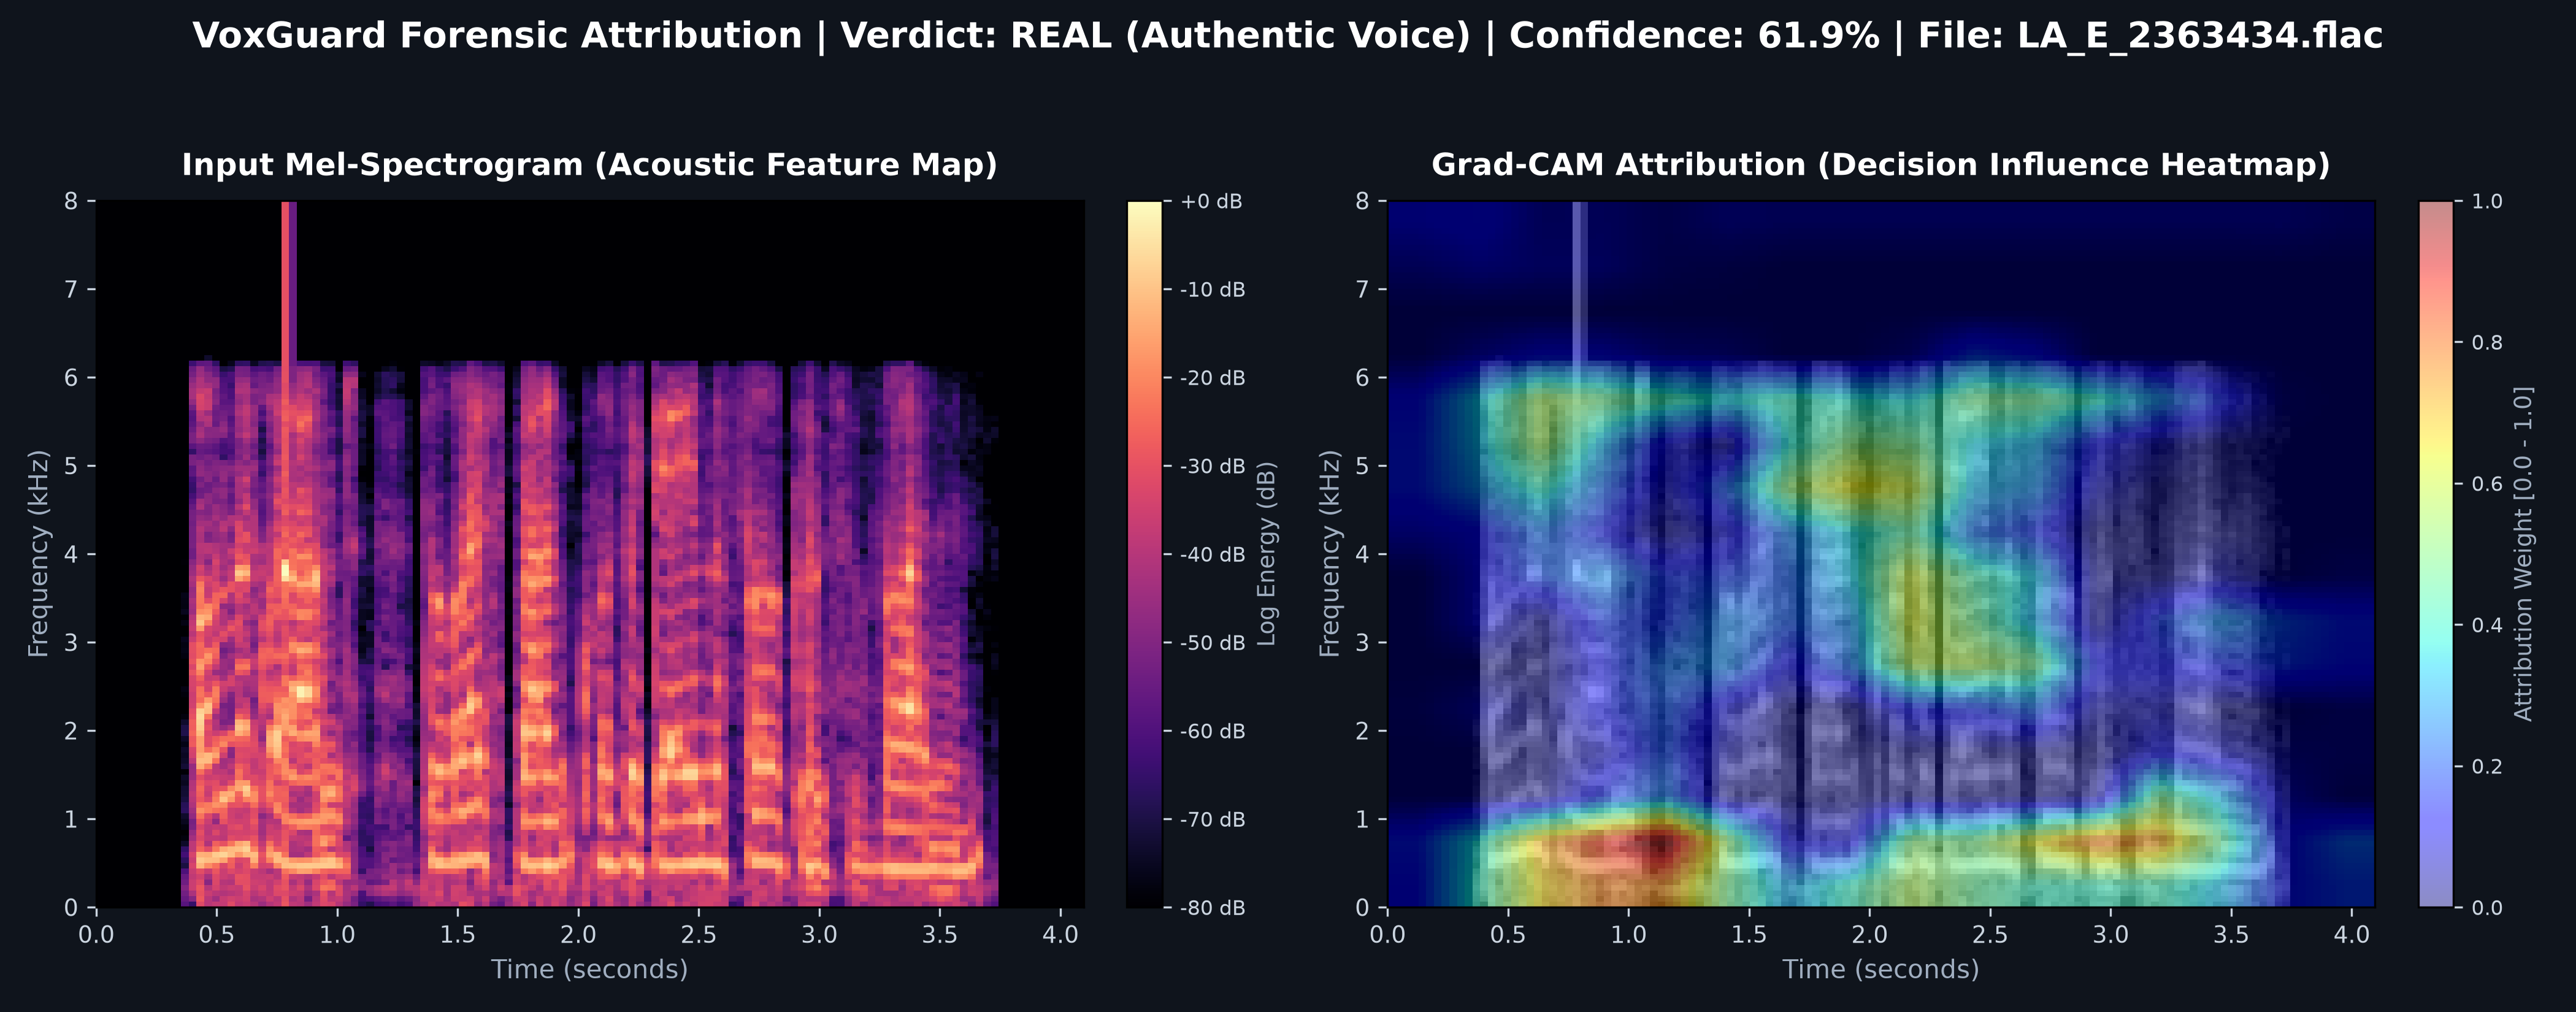 VoxGuard Forensic Attribution | Verdict: REAL (Authentic Voice) | Confidence: 61.9% | File: LA_E_2363434.flac
Input Mel-Spectrogram (Acoustic Feature Map)
8
7
6
5
4
3
2
1
0
Frequency (kHz)
0.0 0.5 1.0 1.5 2.0 2.5 3.0 3.5 4.0
Time (seconds)
+0 dB
-10 dB
-20 dB
-30 dB
-40 dB
-50 dB
-60 dB
-70 dB
-80 dB
Log Energy (dB)
Grad-CAM Attribution (Decision Influence Heatmap)
8
7
6
5
4
3
2
1
0
Frequency (kHz)
0.0 0.5 1.0 1.5 2.0 2.5 3.0 3.5 4.0
Time (seconds)
1.0
0.8
0.6
0.4
0.2
0.0
Attribution Weight [0.0 - 1.0]